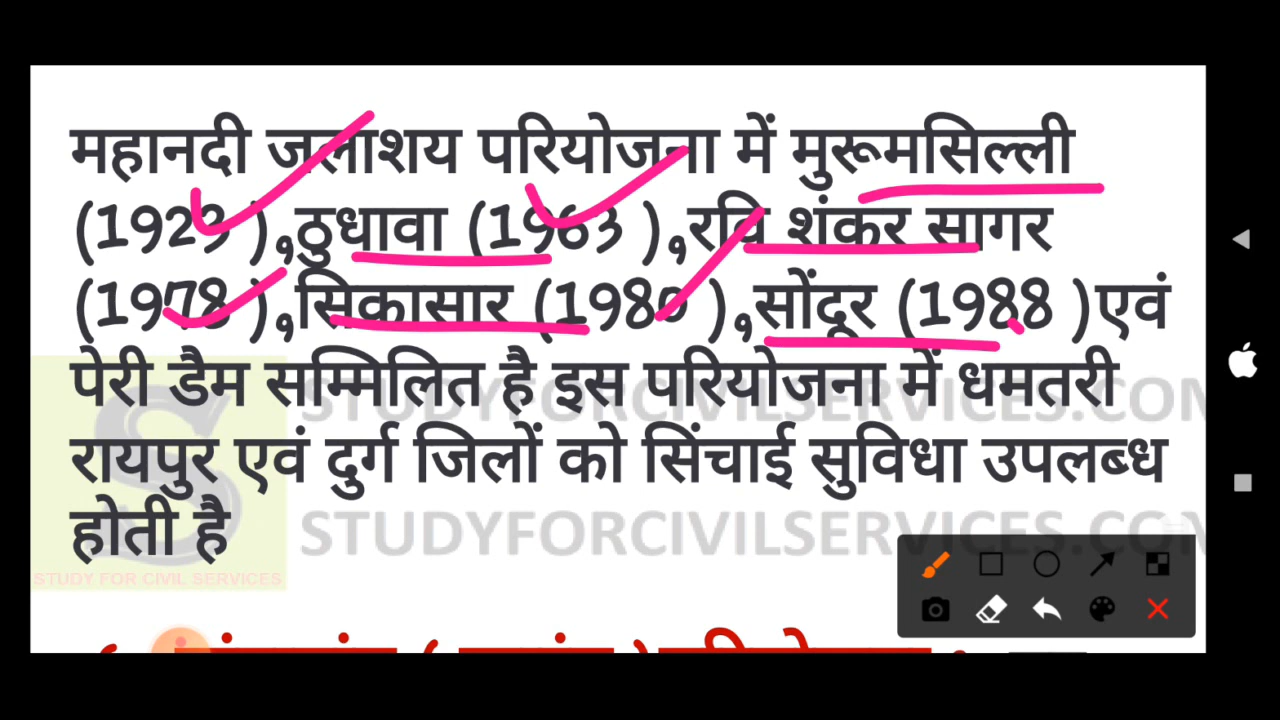 महानदी जलाशय परियोजना में मुरूमसिल्ली
(1923 ),ठुधावा (1963 ),रवि शंकर सागर
(1978 ),सिकासार (1980 ),सोंदूर (1988 )एवं
पेरी डैम सम्मिलित है इस परियोजना में धमतरी
STUDYFORCIVILSERVICES.COM
रायपुर एवं दुर्ग जिलों को सिंचाई सुविधा उपलब्ध
होती है
STUDYFORCIVILSERVICES.COM
STUDY FOR CIVIL SERVICES